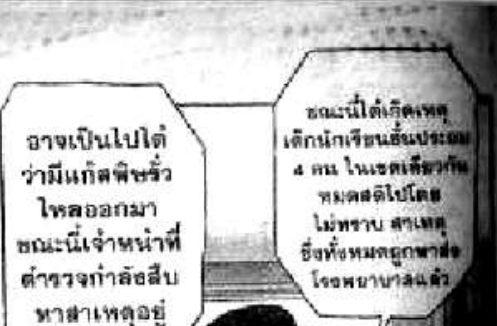 ขณะนี้ได้เกิดเหตุ
เด็กนักเรียนชั้นประถม
4 คน ในเขตเดียวกัน
หมดสติไปโดย
ไม่ทราบ สาเหตุ
ซึ่งทั้งหมดถูกพาส่ง
โรงพยาบาลแล้ว
อาจเป็นไปได้
ว่ามีแก๊สพิษรั่ว
ไหลออกมา
ขณะนี้เจ้าหน้าที่
ตำรวจกำลังสืบ
หาสาเหตุอยู่